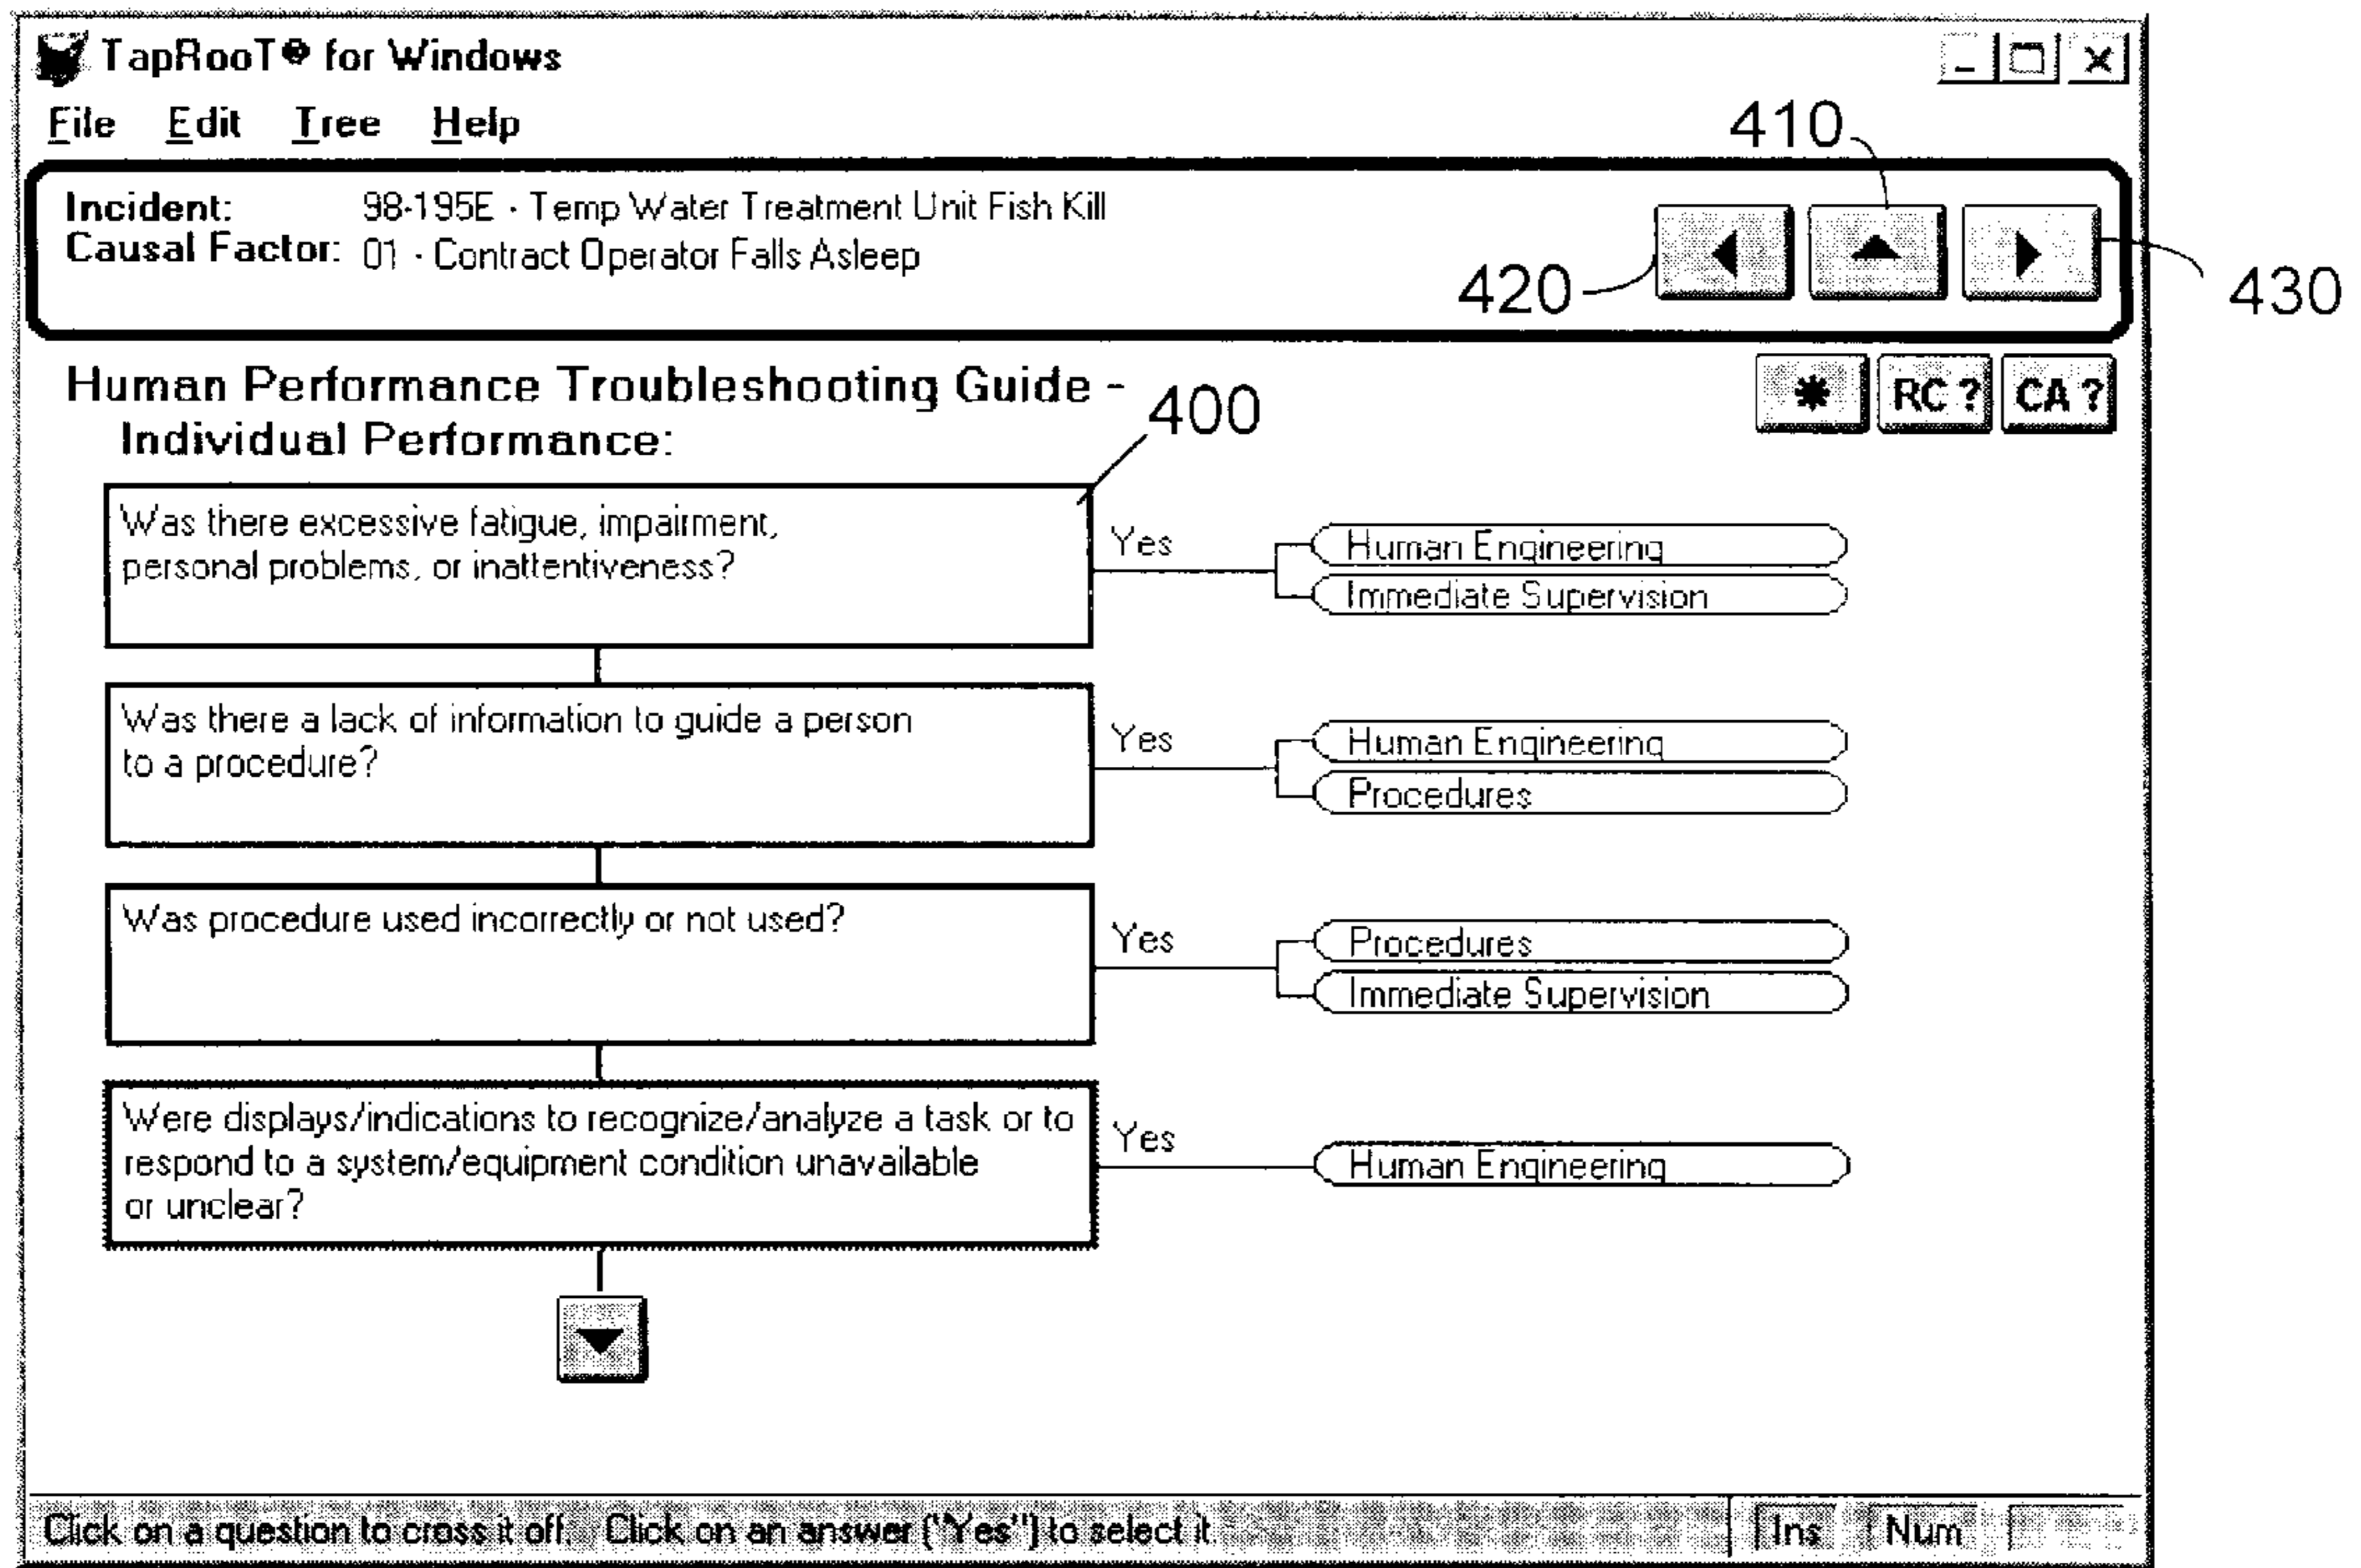 TapRooT® for Windows
File Edit Tree Help
410
Incident: 98-195E - Temp Water Treatment Unit Fish Kill
Causal Factor: 01 - Contract Operator Falls Asleep
420
430
Human Performance Troubleshooting Guide -
Individual Performance:
400
* RC ? CA ?
Was there excessive fatigue, impairment,
personal problems, or inattentiveness?
Yes
Human Engineering
Immediate Supervision
Was there a lack of information to guide a person
to a procedure?
Yes
Human Engineering
Procedures
Was procedure used incorrectly or not used?
Yes
Procedures
Immediate Supervision
Were displays/indications to recognize/analyze a task or to
respond to a system/equipment condition unavailable
or unclear?
Yes
Human Engineering
Click on a question to cross it off. Click on an answer ("Yes") to select it. Ins Num